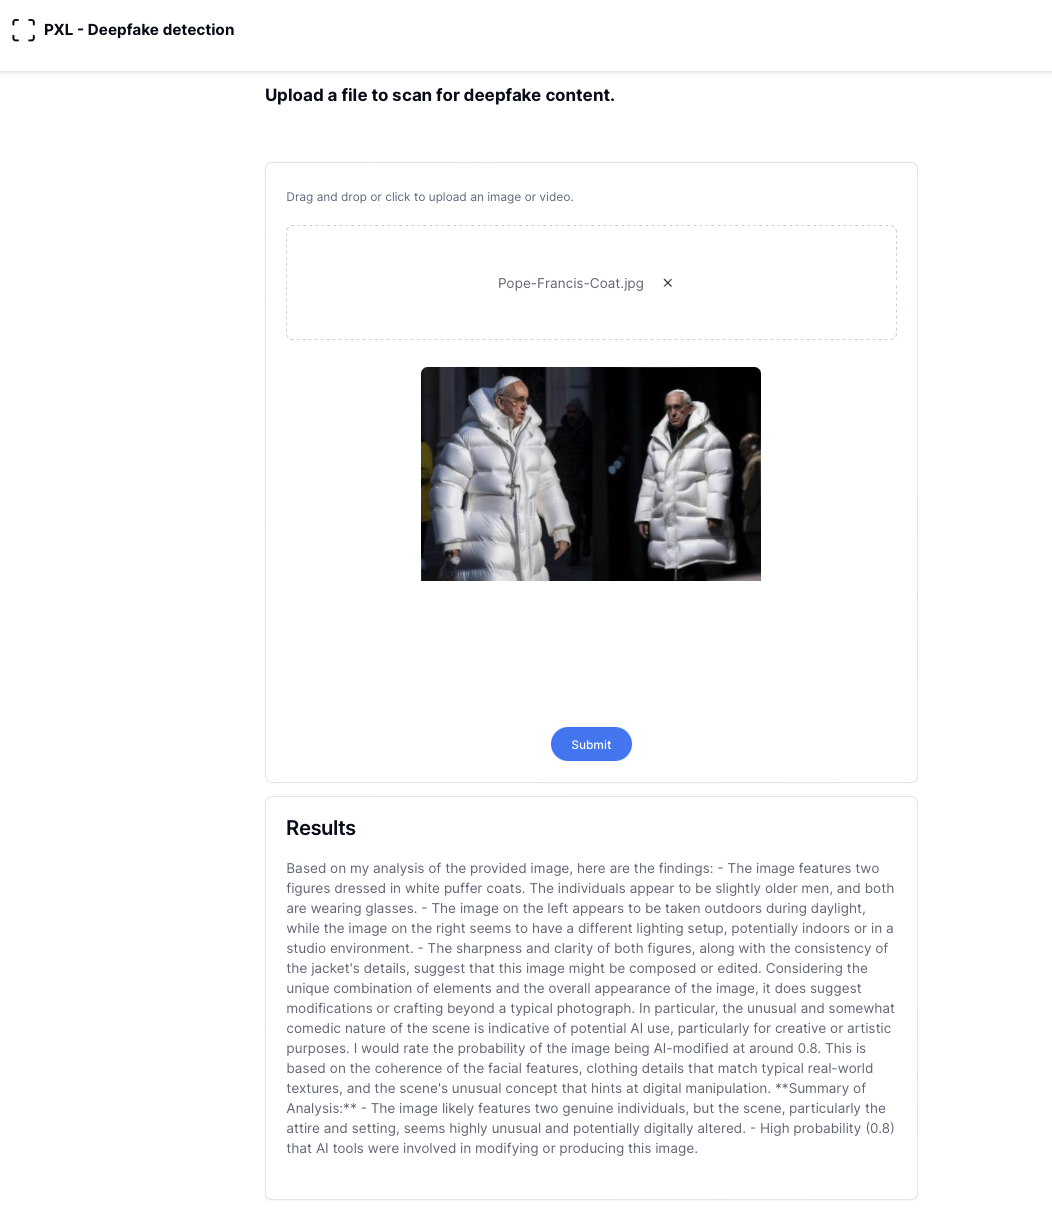 PXL - Deepfake detection
Upload a file to scan for deepfake content.
Drag and drop or click to upload an image or video.
Pope-Francis-Coat.jpg ×
Submit
Results
Based on my analysis of the provided image, here are the findings: - The image features two
figures dressed in white puffer coats. The individuals appear to be slightly older men, and both
are wearing glasses. - The image on the left appears to be taken outdoors during daylight,
while the image on the right seems to have a different lighting setup, potentially indoors or in a
studio environment. - The sharpness and clarity of both figures, along with the consistency of
the jacket's details, suggest that this image might be composed or edited. Considering the
unique combination of elements and the overall appearance of the image, it does suggest
modifications or crafting beyond a typical photograph. In particular, the unusual and somewhat
comedic nature of the scene is indicative of potential AI use, particularly for creative or artistic
purposes. I would rate the probability of the image being AI-modified at around 0.8. This is
based on the coherence of the facial features, clothing details that match typical real-world
textures, and the scene's unusual concept that hints at digital manipulation. **Summary of
Analysis:** - The image likely features two genuine individuals, but the scene, particularly the
attire and setting, seems highly unusual and potentially digitally altered. - High probability (0.8)
that AI tools were involved in modifying or producing this image.